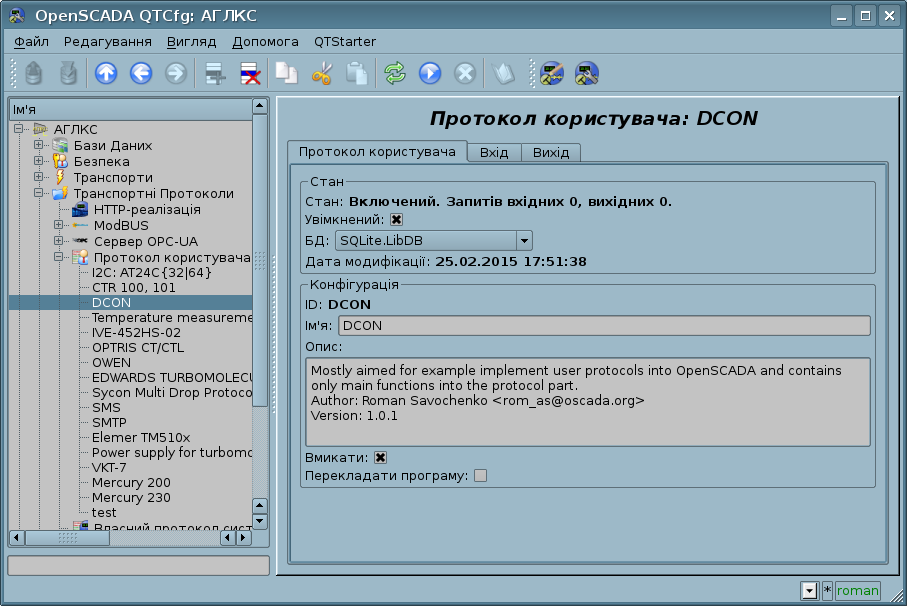 OpenSCADA QTCfg: АГЛКС
Файл Редагування Вигляд Допомога QTStarter
Ім'я
АГЛКС
Бази Даних
Безпека
Транспорти
Транспортні Протоколи
HTTP-реалізація
ModBUS
Сервер OPC-UA
Протокол користувача
I2C: AT24C{32|64}
CTR 100, 101
DCON
Temperature measureme
IVE-452HS-02
OPTRIS CT/CTL
OWEN
EDWARDS TURBOMOLECU
Sycon Multi Drop Protoco
SMS
SMTP
Elemer TM510x
Power supply for turbomo
VKT-7
Mercury 200
Mercury 230
test
Власний протокол сист
Протокол користувача: DCON
Протокол користувача Вхід Вихід
Стан
Стан: Включений. Запитів вхідних 0, вихідних 0.
Увімкнений:
БД: SQLite.LibDB
Дата модифікації: 25.02.2015 17:51:38
Конфігурація
ID: DCON
Ім'я: DCON
Опис:
Mostly aimed for example implement user protocols into OpenSCADA and contains
only main functions into the protocol part.
Author: Roman Savochenko <rom_as@oscada.org>
Version: 1.0.1
Вмикати:
Перекладати програму:
* roman